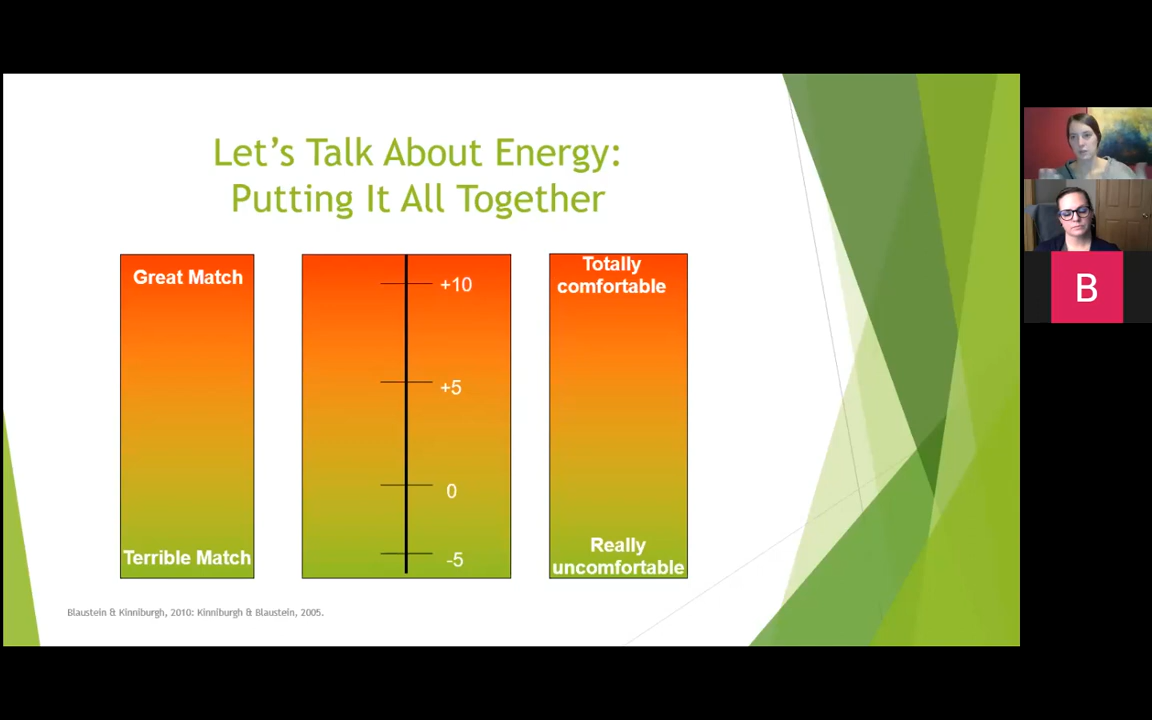 Let's Talk About Energy:
Putting It All Together
Great Match
Terrible Match
+10
+5
0
-5
Totally
comfortable
Really
uncomfortable
Blaustein & Kinniburgh, 2010: Kinniburgh & Blaustein, 2005.
B